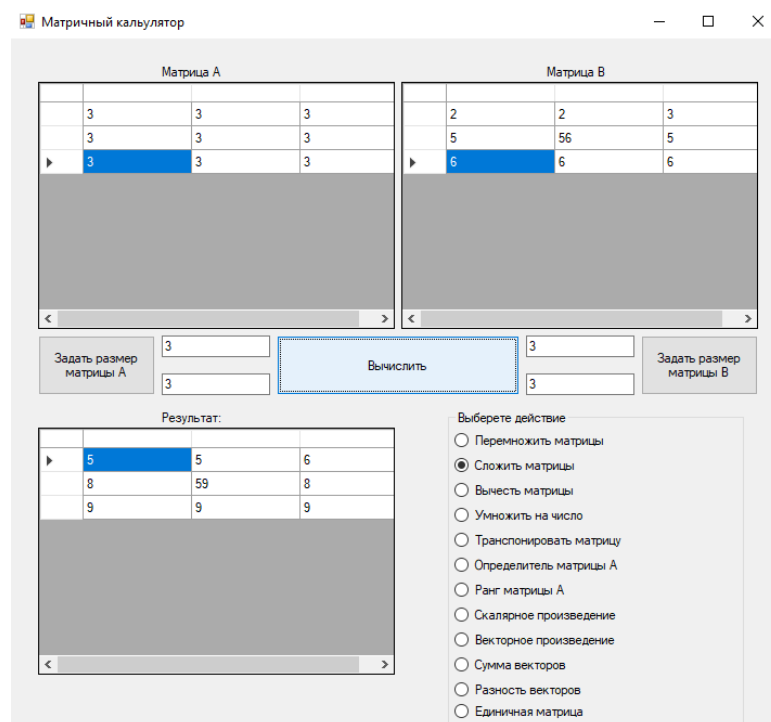 Матричный кальулятор
Матрица А
Матрица В
3 3 3
3 3 3
3 3 3
2 2 3
5 56 5
6 6 6
Задать размер
матрицы А
3
3
Вычислить
3
3
Задать размер
матрицы В
Результат:
5 5 6
8 59 8
9 9 9
Выберете действие
Перемножить матрицы
Сложить матрицы
Вычесть матрицы
Умножить на число
Транспонировать матрицу
Определитель матрицы А
Ранг матрицы А
Скалярное произведение
Векторное произведение
Сумма векторов
Разность векторов
Единичная матрица